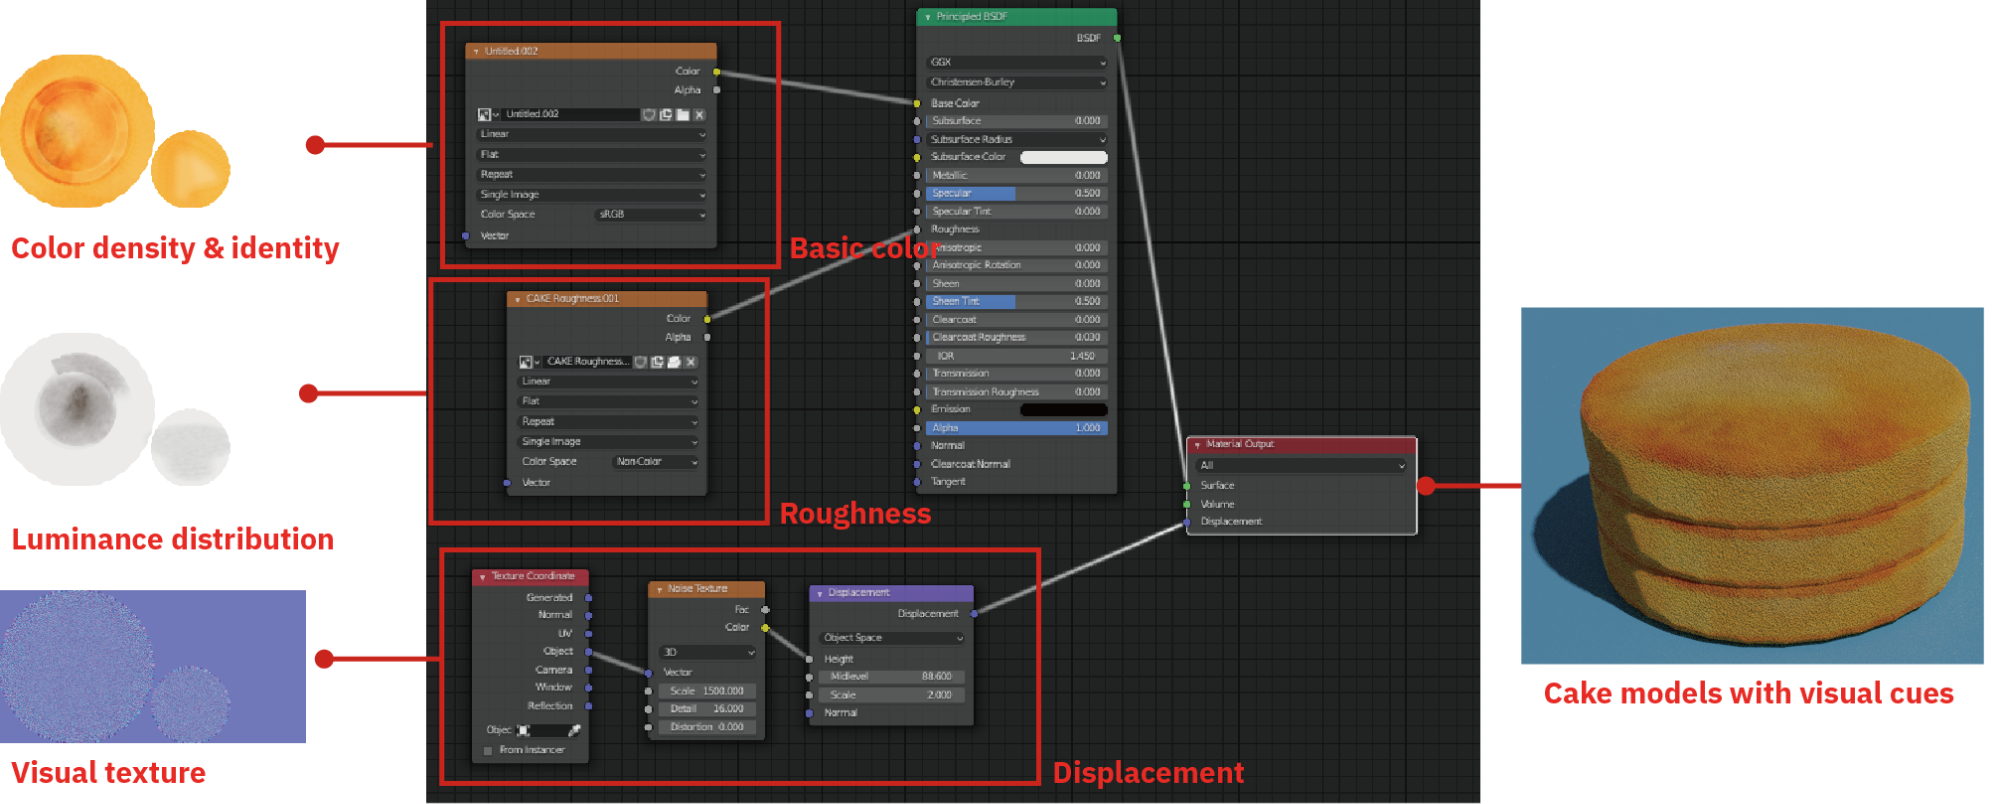 Color density & identity
Luminance distribution
Visual texture
Untitled.002
Color
Alpha
Untitled.002
Linear
Flat
Repeat
Single Image
Color Space sRGB
Vector
Basic color
CAKE Roughness.001
Color
Alpha
CAKE Roughness...
Linear
Flat
Repeat
Single Image
Color Space Non-Color
Vector
Roughness
Texture Coordinate
Generated
Normal
UV
Object
Camera
Window
Reflection
Objec
From Instancer
Noise Texture
Fac
Color
3D
Vector
Scale 1500.000
Detail 16.000
Distortion 0.000
Displacement
Displacement
Object Space
Height
Midlevel 88.600
Scale 2.000
Normal
Displacement
Principled BSDF
BSDF
GGX
Christensen-Burley
Base Color
Subsurface 0.000
Subsurface Radius
Subsurface Color
Metallic 0.000
Specular 0.500
Specular Tint 0.000
Roughness
Anisotropic 0.000
Anisotropic Rotation 0.000
Sheen 0.000
Sheen Tint 0.500
Clearcoat 0.000
Clearcoat Roughness 0.030
IOR 1.450
Transmission 0.000
Transmission Roughness 0.000
Emission
Alpha 1.000
Normal
Clearcoat Normal
Tangent
Material Output
All
Surface
Volume
Displacement
Cake models with visual cues